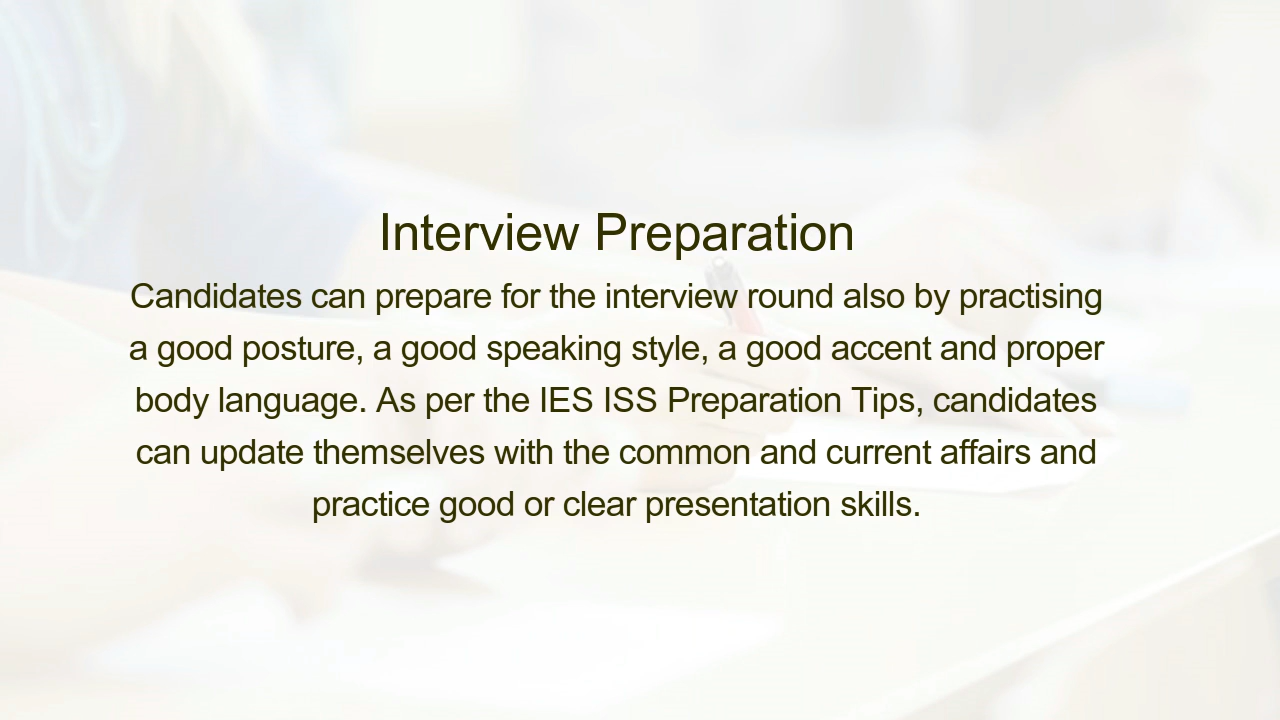 Interview Preparation
Candidates can prepare for the interview round also by practising
a good posture, a good speaking style, a good accent and proper
body language. As per the IES ISS Preparation Tips, candidates
can update themselves with the common and current affairs and
practice good or clear presentation skills.